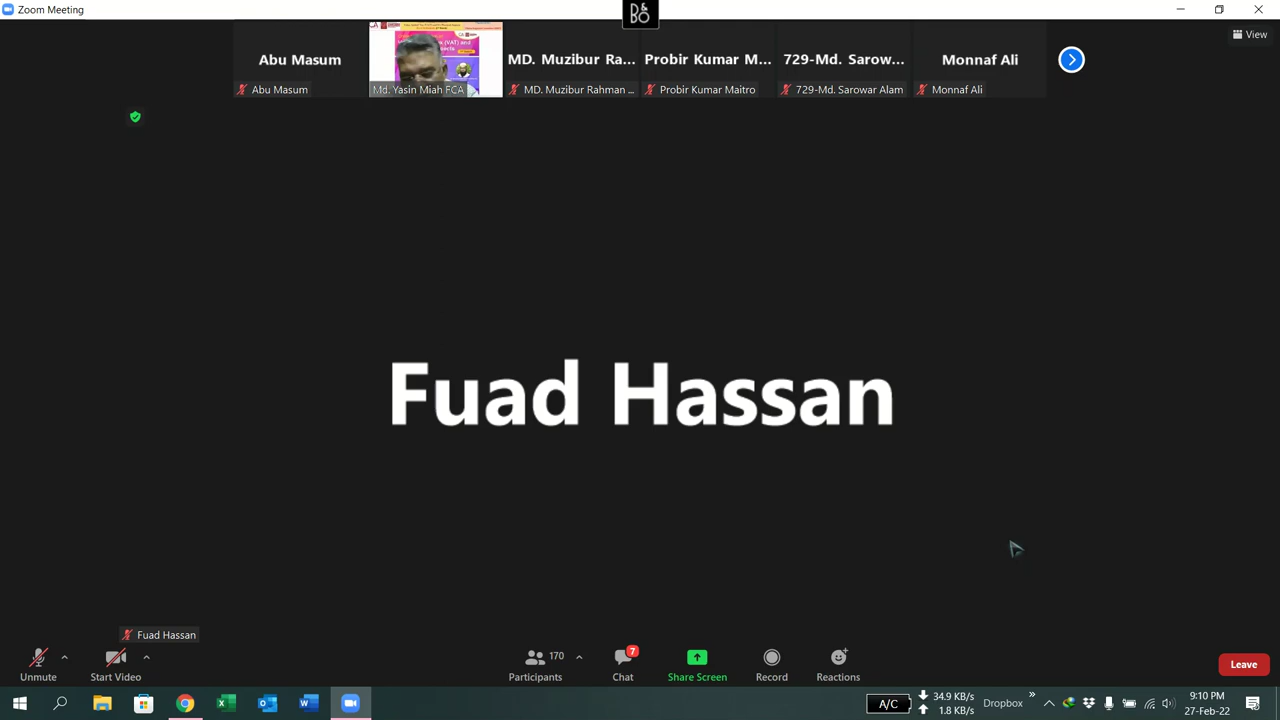 Zoom Meeting
B&O
View
Abu Masum
MD. Muzibur Ra...
Probir Kumar M...
729-Md. Sarow...
Monnaf Ali
(VAT) and
Abu Masum
Md. Yasin Miah FCA
MD. Muzibur Rahman ...
Probir Kumar Maitro
729-Md. Sarowar Alam
Monnaf Ali
Fuad Hassan
Fuad Hassan
170
7
Unmute
Start Video
Participants
Chat
Share Screen
Record
Reactions
Leave
A/C
34.9 KB/s
1.8 KB/s
Dropbox
9:10 PM
27-Feb-22